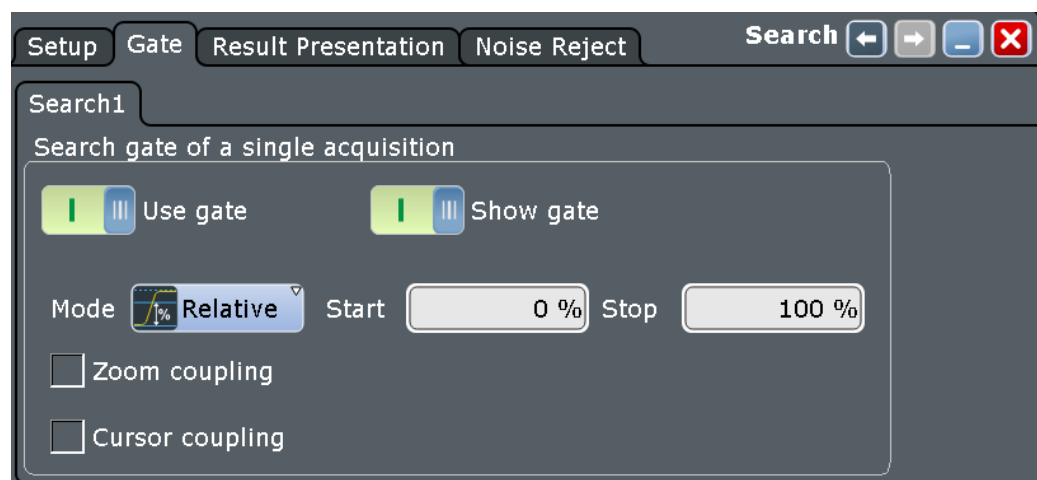 Setup Gate Result Presentation Noise Reject Search
Search1
Search gate of a single acquisition
Use gate Show gate
Mode % Relative Start 0 % Stop 100 %
Zoom coupling
Cursor coupling